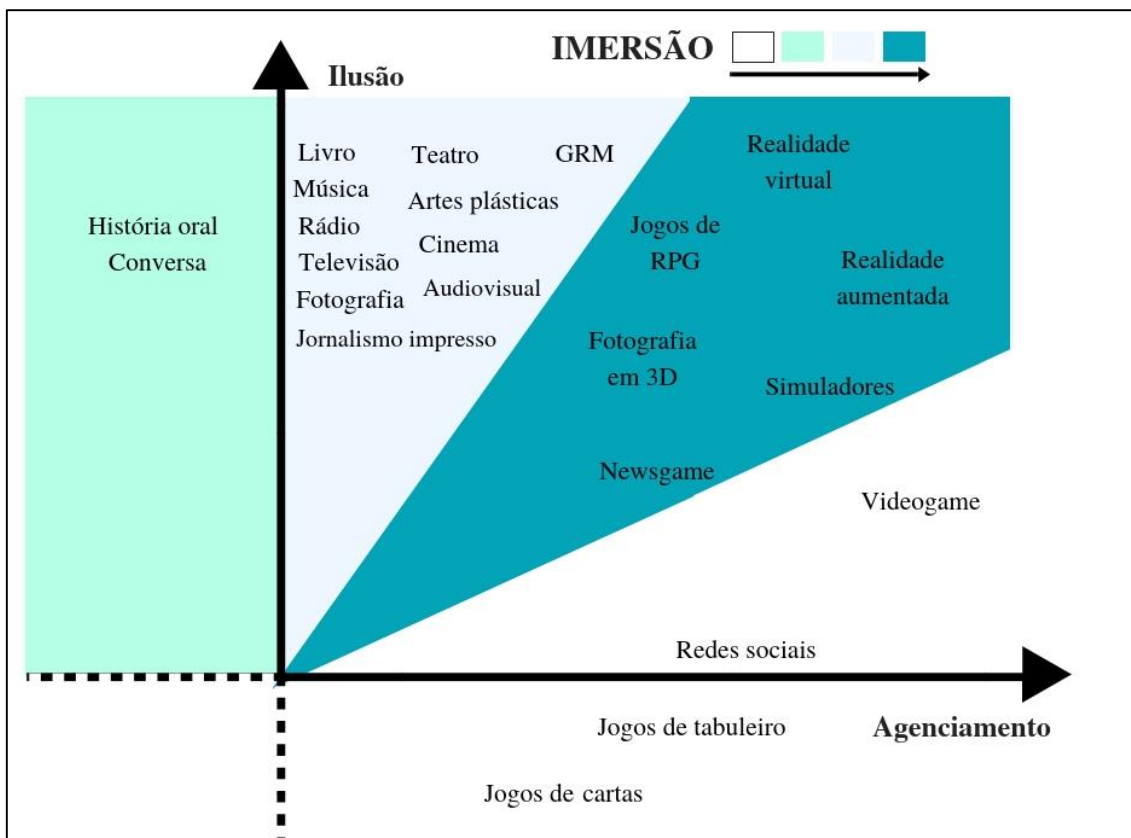 IMERSÃO
Ilusão
História oral
Conversa
Livro
Música
Rádio
Televisão
Fotografia
Jornalismo impresso
Teatro
Artes plásticas
Cinema
Audiovisual
GRM
Realidade
virtual
Jogos de
RPG
Realidade
aumentada
Fotografia
em 3D
Simuladores
Newsgame
Videogame
Redes sociais
Jogos de tabuleiro
Agenciamento
Jogos de cartas